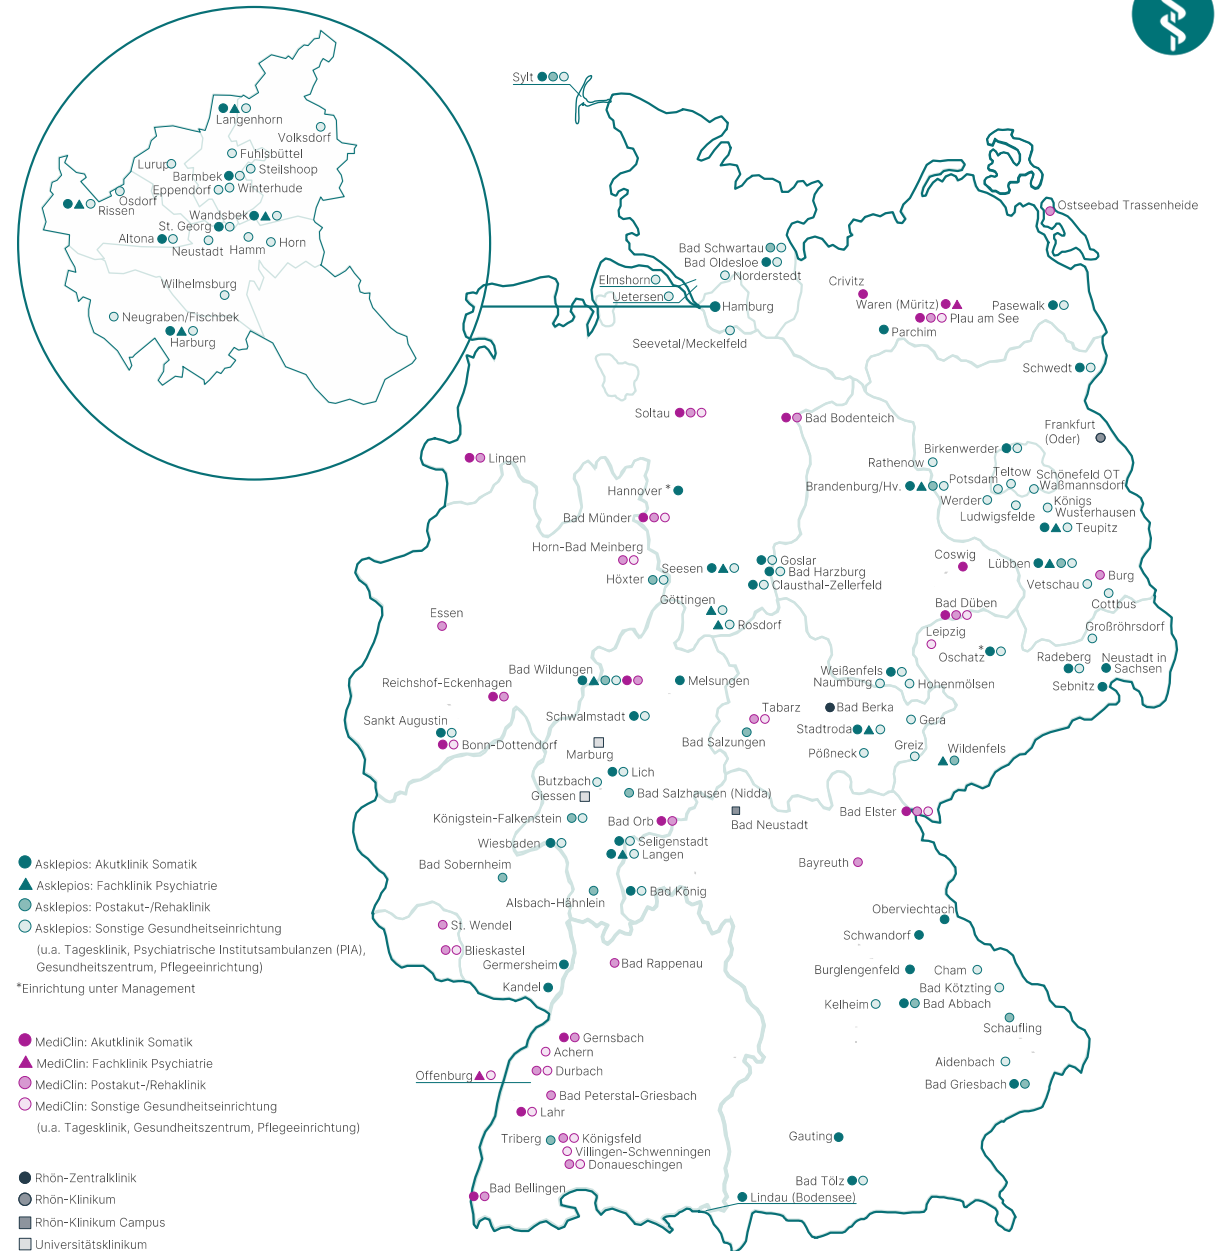 Langenhorn
Volksdorf
Fuhlsbüttel
Lurup
Steilshoop
Barmbek
Eppendorf
Winterhude
Osdorf
Rissen
Wandsbek
St. Georg
Altona
Neustadt
Hamm
Horn
Wilhelmsburg
Neugraben/Fischbek
Harburg
Sylt
Ostseebad Trassenheide
Bad Schwartau
Bad Oldesloe
Norderstedt
Elmshorn
Uetersen
Hamburg
Seevetal/Meckelfeld
Crivitz
Waren (Müritz)
Plau am See
Parchim
Pasewalk
Schwedt
Soltau
Bad Bodenteich
Lingen
Hannover *
Bad Münder
Horn-Bad Meinberg
Höxter
Seesen
Goslar
Bad Harzburg
Clausthal-Zellerfeld
Göttingen
Rosdorf
Frankfurt
(Oder)
Birkenwerder
Rathenow
Brandenburg/Hv.
Potsdam
Teltow
Schönefeld OT
Waßmannsdorf
Werder
Ludwigsfelde
Königs
Wusterhausen
Teupitz
Coswig
Lübben
Burg
Vetschau
Cottbus
Bad Düben
Großröhrsdorf
Leipzig
Oschatz*
Radeberg
Neustadt in
Sachsen
Sebnitz
Essen
Bad Wildungen
Reichshof-Eckenhagen
Melsungen
Weißenfels
Naumburg
Hohenmölsen
Sankt Augustin
Schwalmstadt
Bonn-Dottendorf
Marburg
Tabarz
Bad Berka
Bad Salzungen
Stadtroda
Gera
Pößneck
Greiz
Wildenfels
Lich
Butzbach
Giessen
Bad Salzhausen (Nidda)
Bad Neustadt
Bad Elster
Königstein-Falkenstein
Bad Orb
Wiesbaden
Seligenstadt
Langen
Bad Sobernheim
Bayreuth
Alsbach-Hähnlein
Bad König
Oberviechtach
St. Wendel
Schwandorf
Blieskastel
Germersheim
Bad Rappenau
Burglengenfeld
Cham
Kandel
Bad Kötzting
Kelheim
Bad Abbach
Schaufling
Gernsbach
Achern
Aidenbach
Offenburg
Durbach
Bad Griesbach
Bad Peterstal-Griesbach
Lahr
Triberg
Königsfeld
Villingen-Schwenningen
Donaueschingen
Gauting
Bad Tölz
Bad Bellingen
Lindau (Bodensee)
Asklepios: Akutklinik Somatik
Asklepios: Fachklinik Psychiatrie
Asklepios: Postakut-/Rehaklinik
Asklepios: Sonstige Gesundheitseinrichtung
(u.a. Tagesklinik, Psychiatrische Institutsambulanzen (PIA),
Gesundheitszentrum, Pflegeeinrichtung)
*Einrichtung unter Management
MediClin: Akutklinik Somatik
MediClin: Fachklinik Psychiatrie
MediClin: Postakut-/Rehaklinik
MediClin: Sonstige Gesundheitseinrichtung
(u.a. Tagesklinik, Gesundheitszentrum, Pflegeeinrichtung)
Rhön-Zentralklinik
Rhön-Klinikum
Rhön-Klinikum Campus
Universitätsklinikum